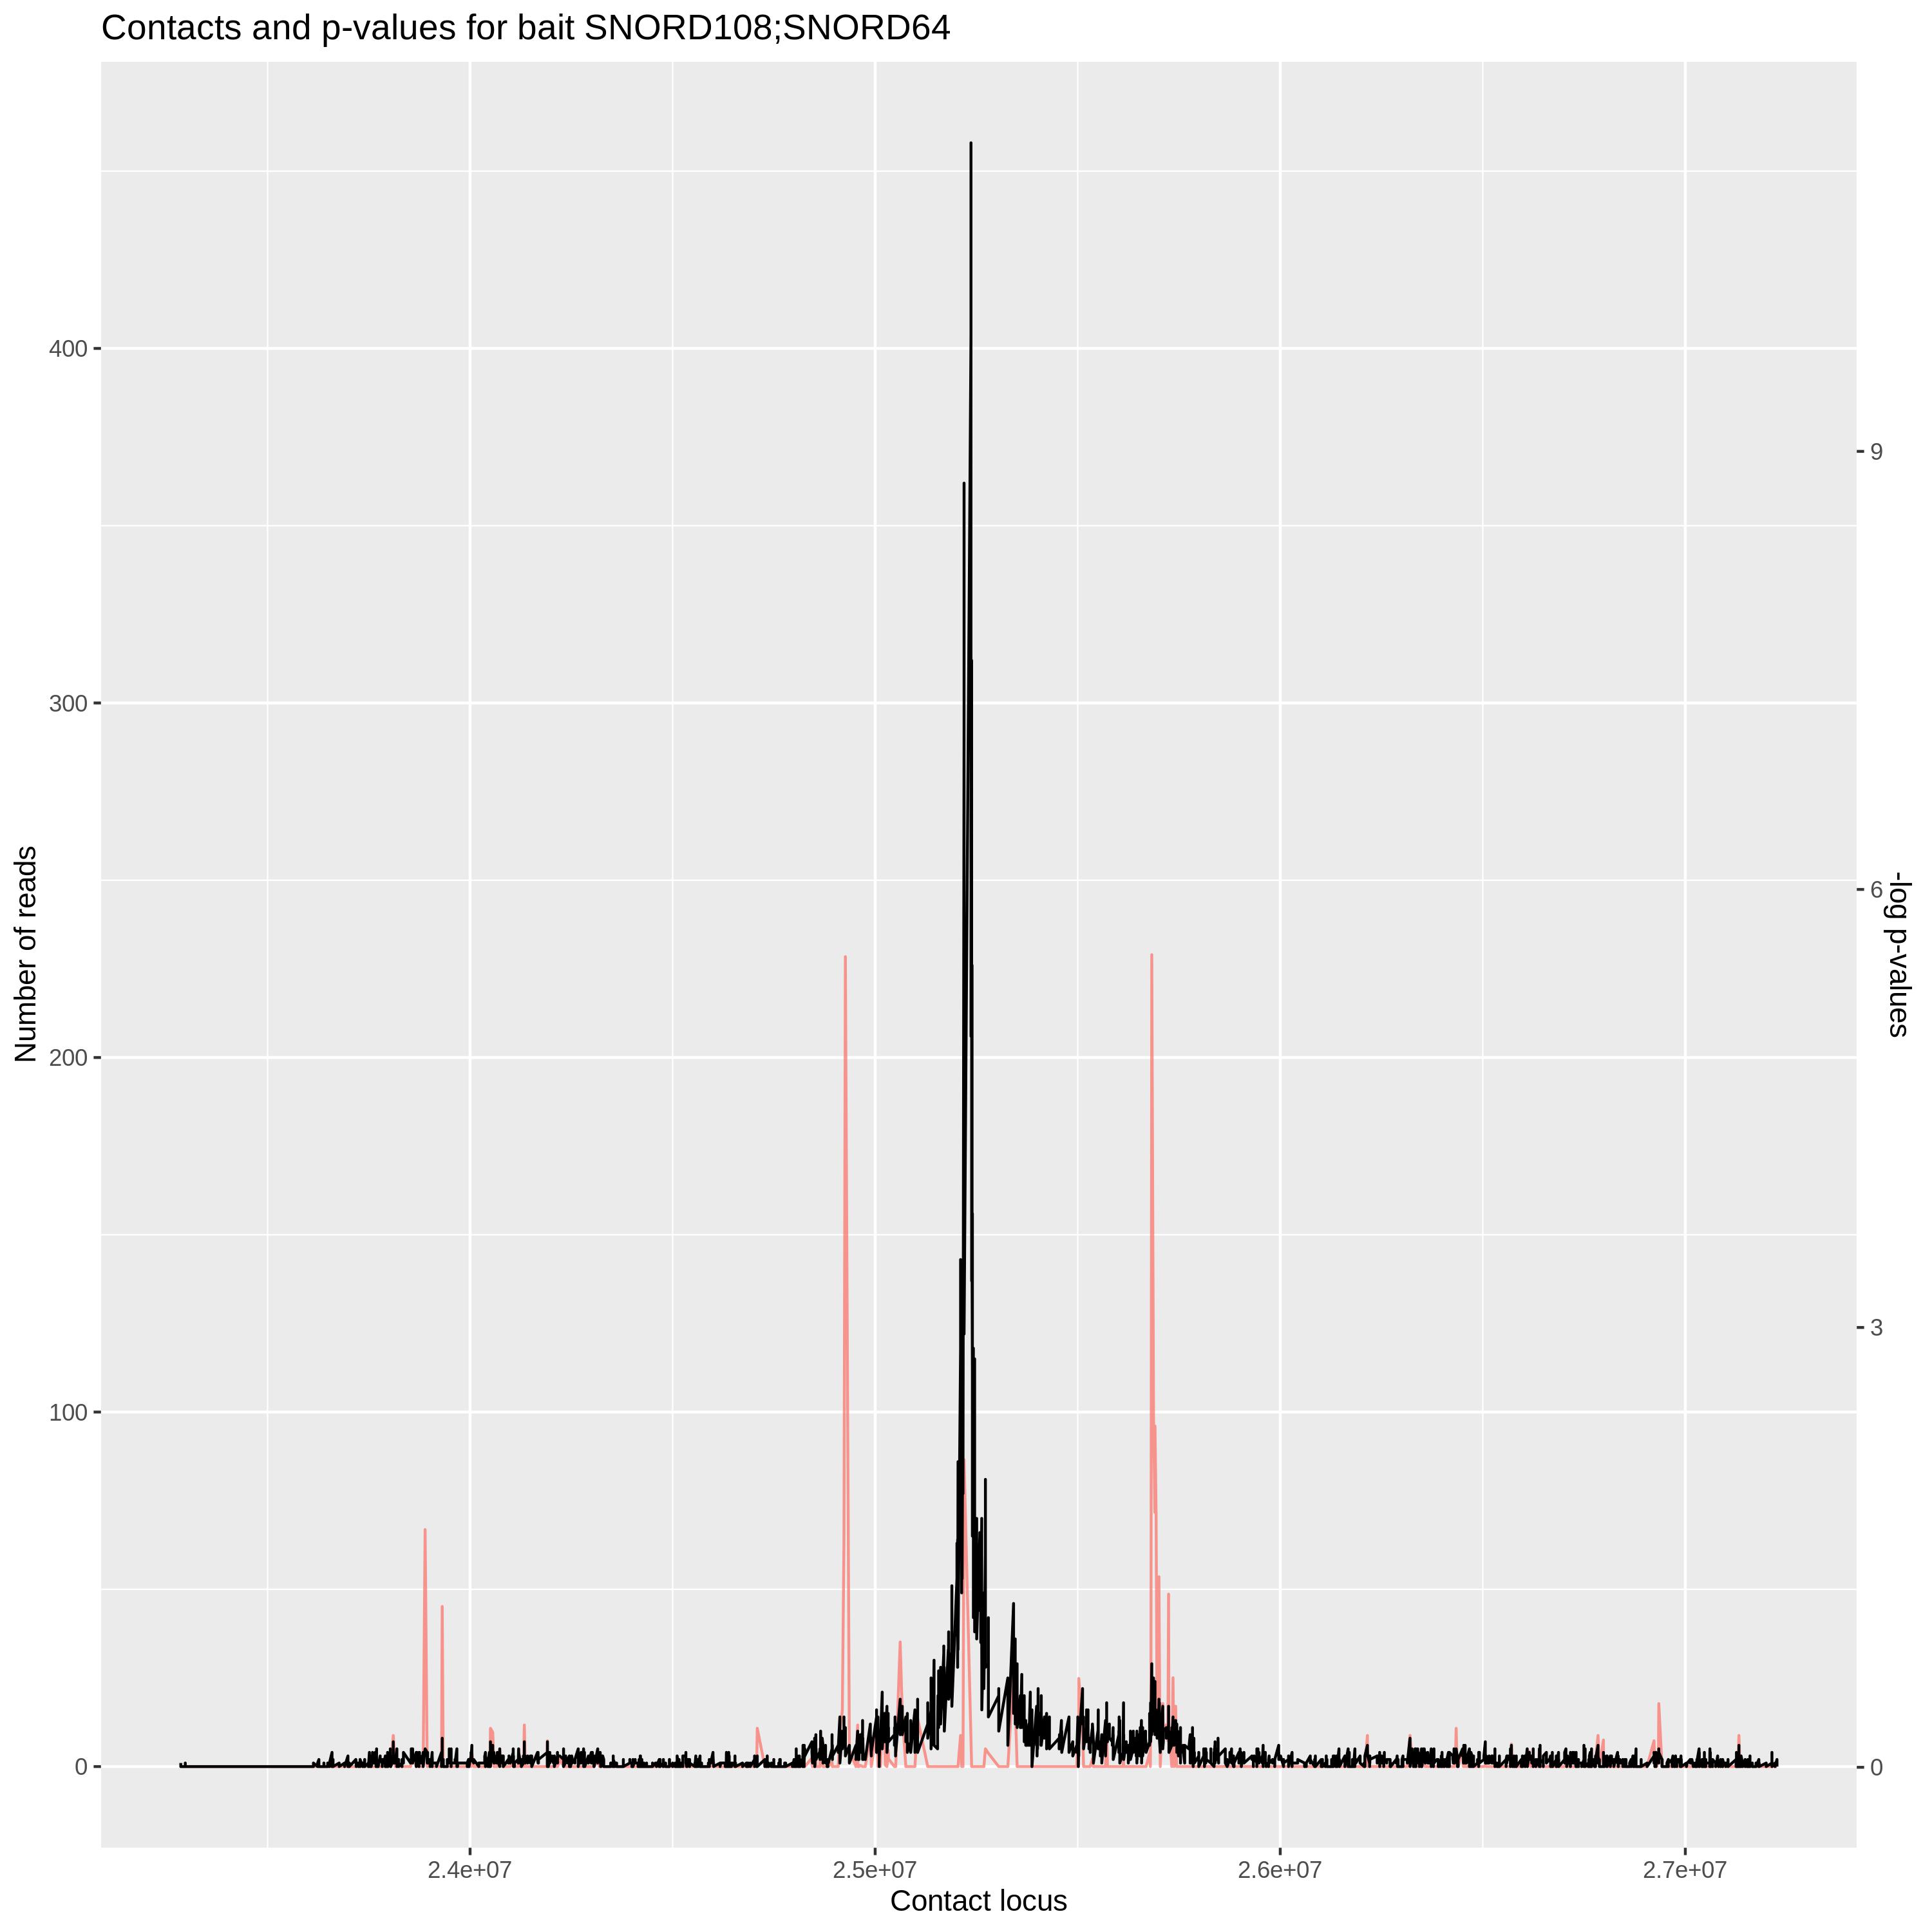 Contacts and p-values for bait SNORD108;SNORD64
Number of reads
400
300
200
100
0
9
6
3
0
-log p-values
2.4e+07
2.5e+07
2.6e+07
2.7e+07
Contact locus